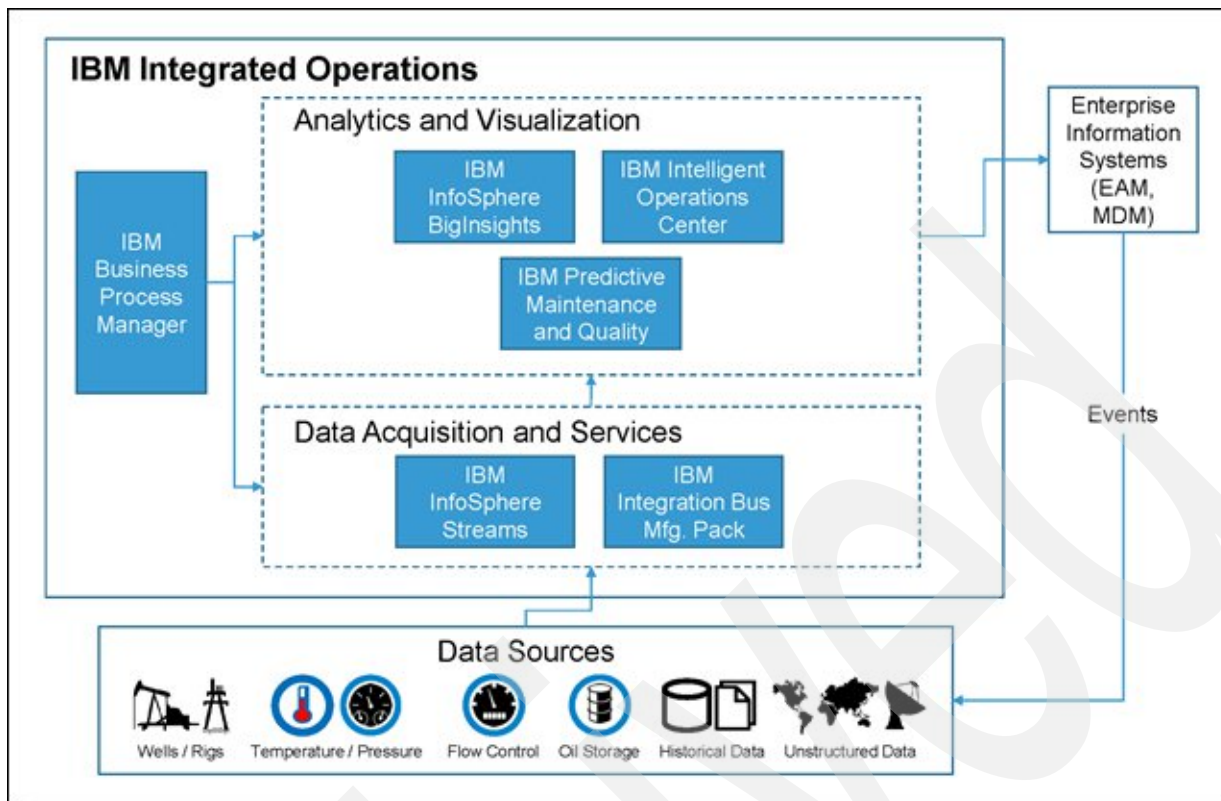 IBM Integrated Operations
Analytics and Visualization
IBM
InfoSphere
BigInsights
IBM Intelligent
Operations
Center
IBM Predictive
Maintenance
and Quality
IBM
Business
Process
Manager
Data Acquisition and Services
IBM
InfoSphere
Streams
IBM
Integration Bus
Mfg. Pack
Enterprise
Information
Systems
(EAM,
MDM)
Events
Data Sources
Wells / Rigs
Temperature / Pressure
Flow Control
Oil Storage
Historical Data
Unstructured Data